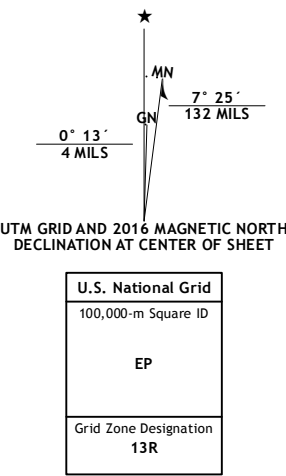 ★
MN
7° 25´
132 MILS
GN
0° 13´
4 MILS
UTM GRID AND 2016 MAGNETIC NORTH
DECLINATION AT CENTER OF SHEET
U.S. National Grid
100,000-m Square ID
EP
Grid Zone Designation
13R